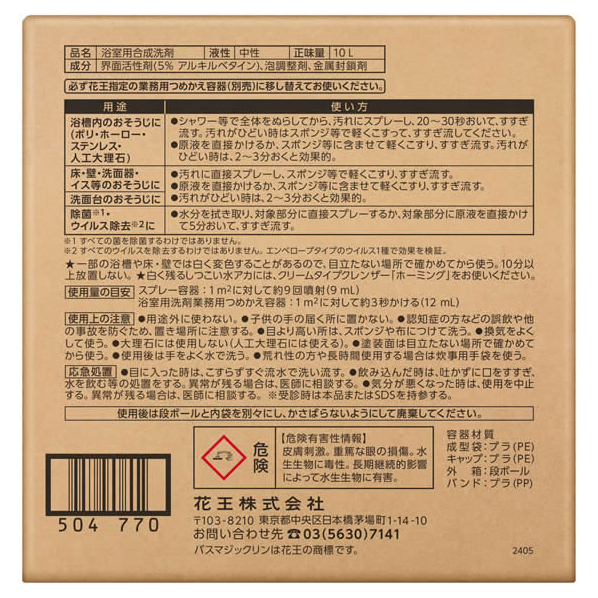 品名 浴室用合成洗剤 液性 中性 正味量 10L
成分 界面活性剤(5% アルキルベタイン)、泡調整剤、金属封鎖剤
必ず花王指定の業務用つめかえ容器(別売)に移し替えてお使いください。
用途 使い方
浴槽内のおそうじに
(ポリ・ホーロー・
ステンレス・
人工大理石)
●シャワー等で全体をぬらしてから、汚れにスプレーし、20〜30秒おいて、すすぎ
流す。汚れがひどい時はスポンジ等で軽くこすって、すすぎ流してください。
●原液を直接かけるか、スポンジ等に含ませて軽くこすり、すすぎ流す。汚れが
ひどい時は、2〜3分おくと効果的。
床・壁・洗面器・
イス等のおそうじに
洗面台のおそうじに
●汚れに直接スプレーし、スポンジ等で軽くこすり、すすぎ流す。
●原液を直接かけるか、スポンジ等に含ませて軽くこすり、すすぎ流す。
●汚れがひどい時は、2〜3分おくと効果的。
除菌※1・
ウイルス除去※2に
●水分を拭き取り、対象部分に直接スプレーするか、対象部分に原液を直接かけ
て5分おいて、すすぎ流す。
※1 すべての菌を除菌するわけではありません。
※2 すべてのウイルスを除去するわけではありません。エンベロープタイプのウイルス1種で効果を検証。
★一部の浴槽や床・壁では白く変色することがあるので、目立たない場所で確かめてから使う。10分以
上放置しない。★白く残るしつこい水アカには、クリームタイプクレンザー「ホーミング」をお使いください。
使用量の目安 スプレー容器:1m²に対して約9回噴射(9mL)
浴室用洗剤業務用つめかえ容器:1m²に対して約3秒かける(12mL)
使用上の注意 ●用途外に使わない。●子供の手の届く所に置かない。●認知症の方などの誤飲や他
の事故を防ぐため、置き場所に注意する。●目より高い所は、スポンジや布につけて洗う。●換気をよく
して使う。●大理石には使用しない(人工大理石には使える)。●塗装面は目立たない場所で確かめて
から使う。●使用後は手をよく水で洗う。●荒れ性の方や長時間使用する場合は炊事用手袋を使う。
応急処置 ●目に入った時は、こすらずすぐ流水で洗い流す。●飲み込んだ時は、吐かずに口をすすぎ、
水を飲む等の処置をする。異常が残る場合は、医師に相談する。●気分が悪くなった時は、使用を中止
する。異常が残る場合は、医師に相談する。※受診時は本品またはSDSを持参する。
使用後は段ボールと内袋を別々にし、かさばらないようにして廃棄してください。
危険
【危険有害性情報】
皮膚刺激。重篤な眼の損傷。水
生生物に毒性。長期継続的影響
によって水生生物に有害。
容器材質
成型袋:プラ(PE)
キャップ:プラ(PE)
外箱:段ボール
バンド:プラ(PP)
504 770
花王株式会社
〒103-8210 東京都中央区日本橋茅場町1-14-10
お問い合わせ先 ☎03(5630)7141
バスマジックリンは花王の商標です。
2405